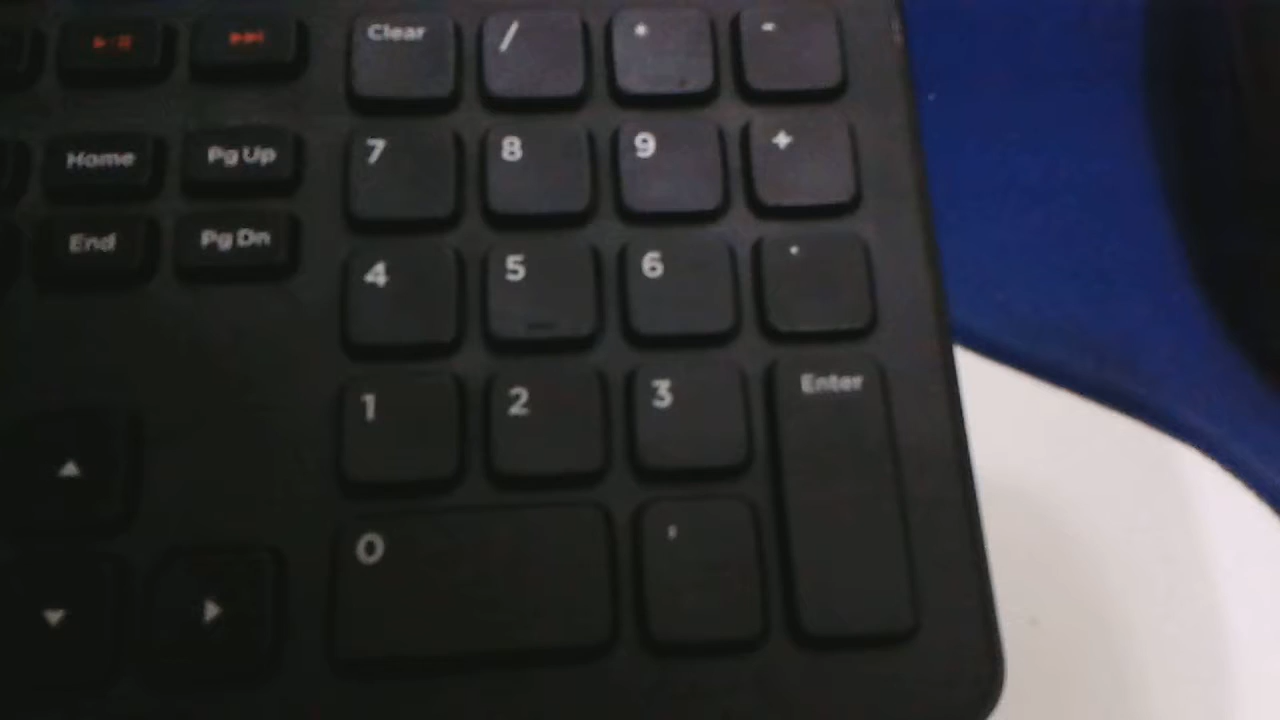 Clear / * -
Home Pg Up 7 8 9 +
End Pg Dn 4 5 6 .
1 2 3 Enter
0 ,